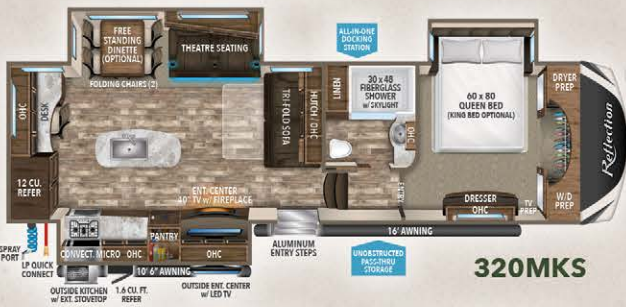 FREE
STANDING
DINETTE
(OPTIONAL)
FOLDING CHAIRS (2)
THEATRE SEATING
ALL-IN-ONE
DOCKING
STATION
OHC
DESK
12 CU.
REFER
TRI-FOLD SOFA
HUTCH / OHC
LINEN
30 x 48
FIBERGLASS
SHOWER
w/ SKYLIGHT
OHC
60 x 80
QUEEN BED
(KING BED OPTIONAL)
DRYER
PREP
W/D
PREP
Reflection
ENT. CENTER
40" TV w/ FIREPLACE
ENTRY
DRESSER
OHC
TV
PREP
16' AWNING
SPRAY
PORT
LP QUICK
CONNECT
CONVECT. MICRO
OHC
PANTRY
OHC
10' 6" AWNING
OUTSIDE KITCHEN
w/ EXT. STOVETOP
1.6 CU. FT.
REFER
OUTSIDE ENT. CENTER
w/ LED TV
ALUMINUM
ENTRY STEPS
UNOBSTRUCTED
PASS-THRU
STORAGE
320MKS